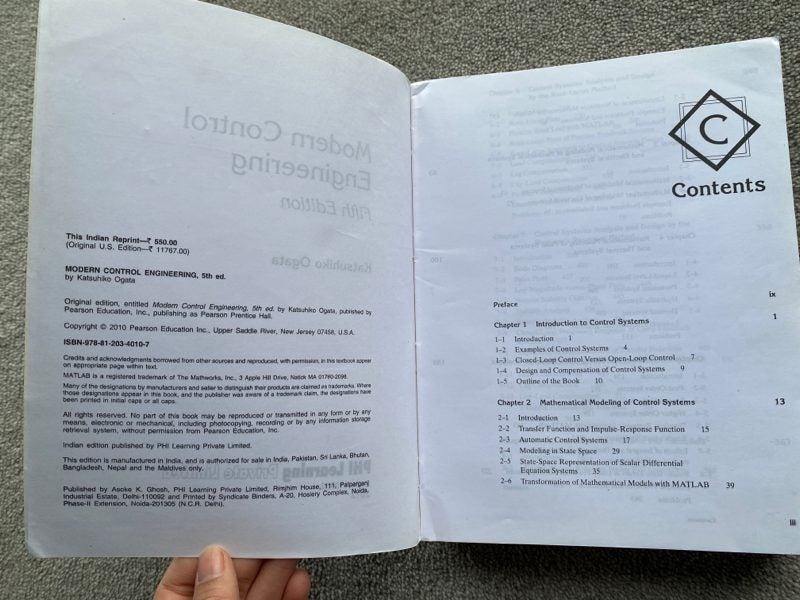 This Indian Reprint—₹ 550.00
(Original U.S. Edition—₹ 11767.00)
MODERN CONTROL ENGINEERING, 5th ed.
by Katsuhiko Ogata
Original edition, entitled Modern Control Engineering, 5th ed. by Katsuhiko Ogata, published by
Pearson Education, Inc., publishing as Pearson Prentice Hall.
Copyright © 2010 Pearson Education Inc., Upper Saddle River, New Jersey 07458, U.S.A.
ISBN-978-81-203-4010-7
Credits and acknowledgments borrowed from other sources and reproduced, with permission, in this textbook appear
on appropriate page within text.
MATLAB is a registered trademark of The Mathworks, Inc., 3 Apple Hill Drive, Natick MA 01760-2098.
Many of the designations by manufacturers and seller to distinguish their products are claimed as trademarks. Where
those designations appear in this book, and the publisher was aware of a trademark claim, the designations have
been printed in initial caps or all caps.
All rights reserved. No part of this book may be reproduced or transmitted in any form or by any
means, electronic or mechanical, including photocopying, recording or by any information storage
retrieval system, without permission from Pearson Education, Inc.
Indian edition published by PHI Learning Private Limited.
This edition is manufactured in India, and is authorized for sale in India, Pakistan, Sri Lanka, Bhutan,
Bangladesh, Nepal and the Maldives only.
Published by Asoke K. Ghosh, PHI Learning Private Limited, Rimjhim House, 111, Patparganj
Industrial Estate, Delhi-110092 and Printed by Syndicate Binders, A-20, Hosiery Complex, Noida,
Phase-II Extension, Noida-201305 (N.C.R. Delhi).
C
Contents
Preface ix
Chapter 1 Introduction to Control Systems 1
1–1 Introduction 1
1–2 Examples of Control Systems 4
1–3 Closed-Loop Control Versus Open-Loop Control 7
1–4 Design and Compensation of Control Systems 9
1–5 Outline of the Book 10
Chapter 2 Mathematical Modeling of Control Systems 13
2–1 Introduction 13
2–2 Transfer Function and Impulse-Response Function 15
2–3 Automatic Control Systems 17
2–4 Modeling in State Space 29
2–5 State-Space Representation of Scalar Differential
Equation Systems 35
2–6 Transformation of Mathematical Models with MATLAB 39
iii